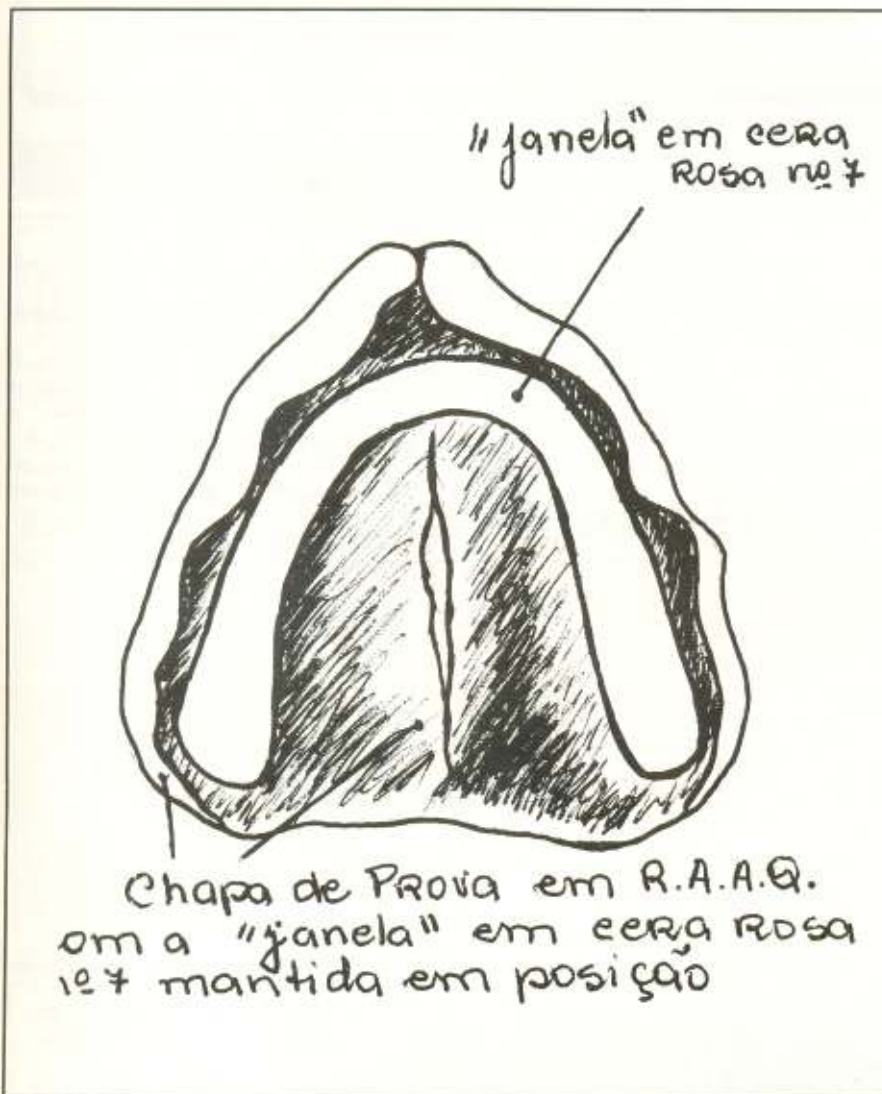 "janela" em cera
rosa nº 7
Chapa de Prova em R.A.A.Q.
om a "janela" em cera rosa
nº 7 mantida em posição